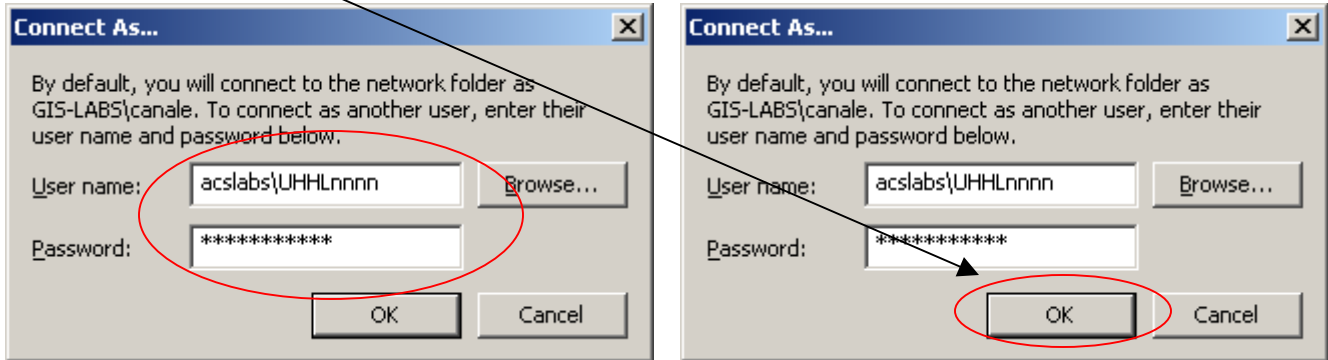 Connect As...
By default, you will connect to the network folder as
GIS-LABS\canale. To connect as another user, enter their
user name and password below.
User name: acslabs\UHHLnnnn Browse...
Password: ***********
OK Cancel
Connect As...
By default, you will connect to the network folder as
GIS-LABS\canale. To connect as another user, enter their
user name and password below.
User name: acslabs\UHHLnnnn Browse...
Password: ***********
OK Cancel